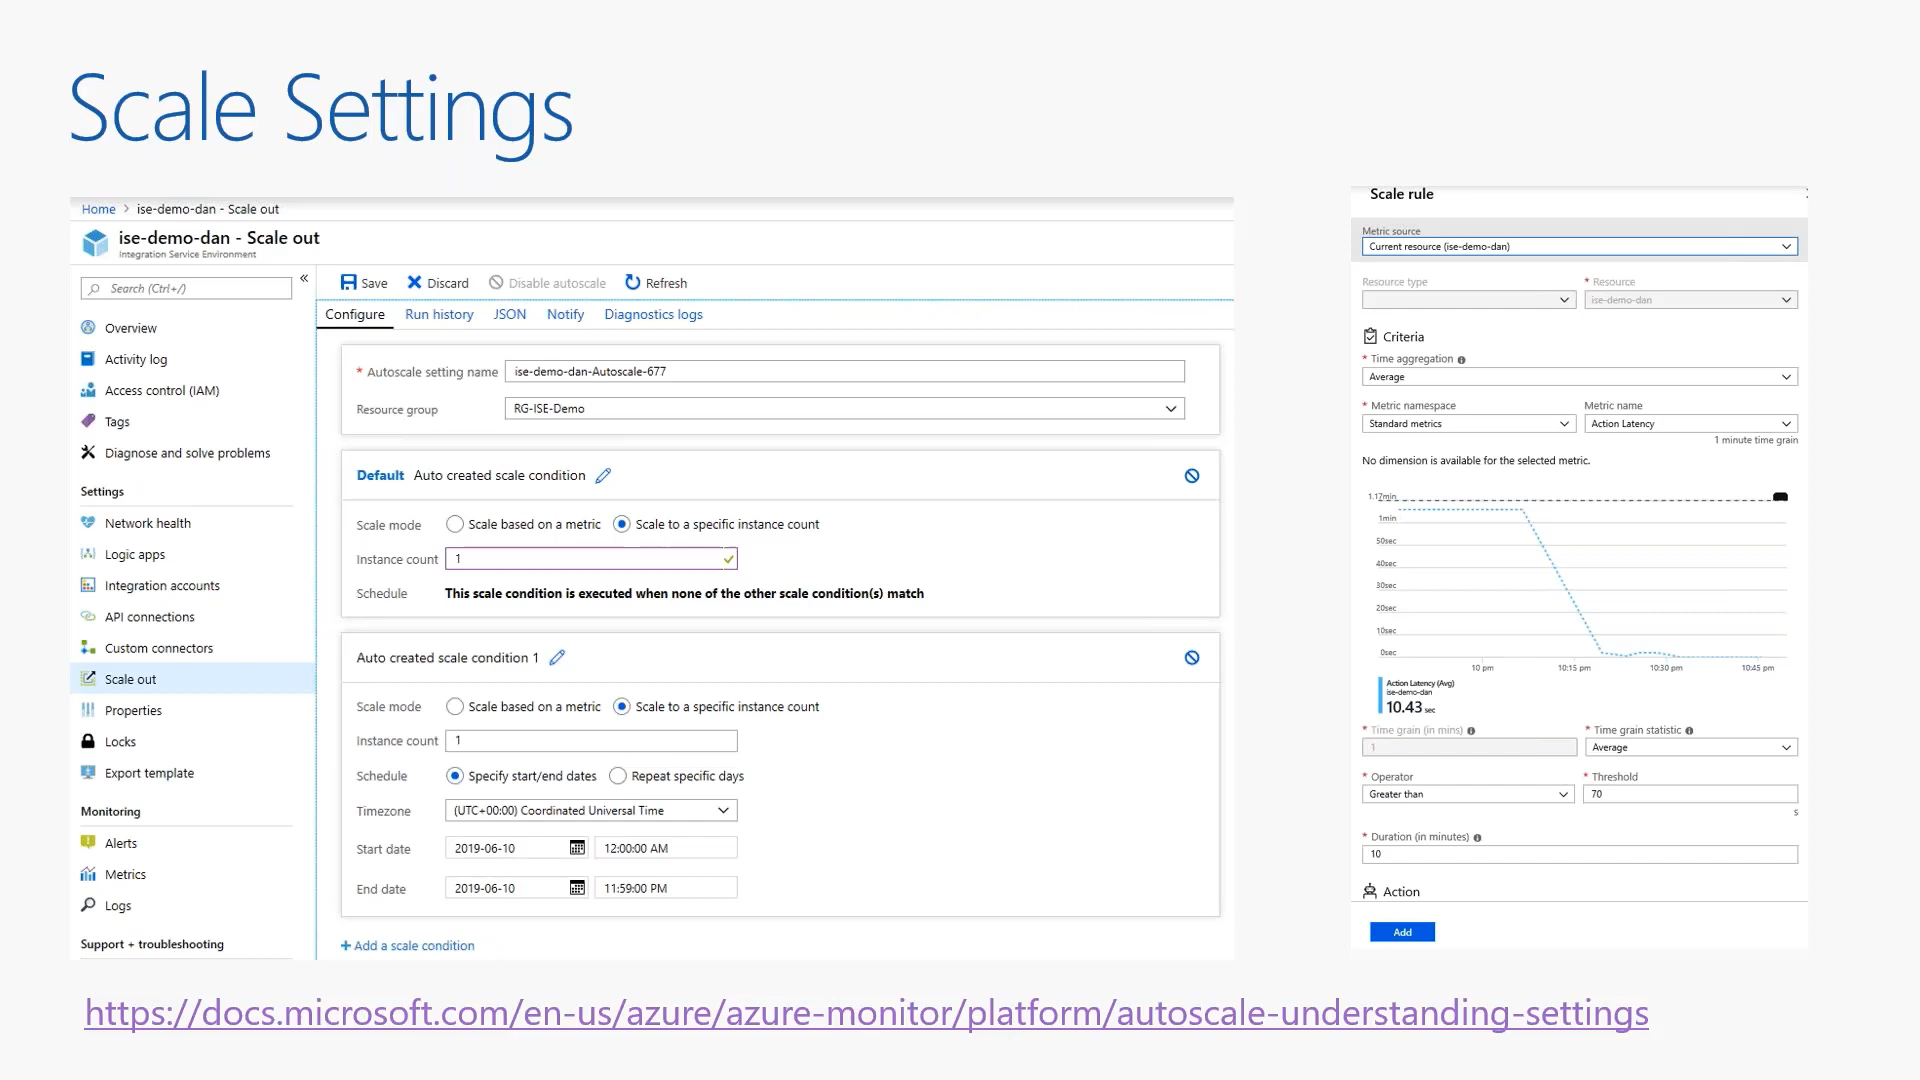 Scale Settings
Home > ise-demo-dan - Scale out
ise-demo-dan - Scale out
Integration Service Environment
Search (Ctrl+/)
«
Overview
Activity log
Access control (IAM)
Tags
Diagnose and solve problems
Settings
Network health
Logic apps
Integration accounts
API connections
Custom connectors
Scale out
Properties
Locks
Export template
Monitoring
Alerts
Metrics
Logs
Support + troubleshooting
Save Discard Disable autoscale Refresh
Configure Run history JSON Notify Diagnostics logs
* Autoscale setting name ise-demo-dan-Autoscale-677
Resource group RG-ISE-Demo
Default Auto created scale condition
Scale mode Scale based on a metric Scale to a specific instance count
Instance count 1
Schedule This scale condition is executed when none of the other scale condition(s) match
Auto created scale condition 1
Scale mode Scale based on a metric Scale to a specific instance count
Instance count 1
Schedule Specify start/end dates Repeat specific days
Timezone (UTC+00:00) Coordinated Universal Time
Start date 2019-06-10 12:00:00 AM
End date 2019-06-10 11:59:00 PM
+ Add a scale condition
Scale rule
Metric source
Current resource (ise-demo-dan)
Resource type * Resource
ise-demo-dan
Criteria
* Time aggregation
Average
* Metric namespace Metric name
Standard metrics Action Latency
1 minute time grain
No dimension is available for the selected metric.
1.17min
1min
50sec
40sec
30sec
20sec
10sec
0sec
10 pm 10:15 pm 10:30 pm 10:45 pm
Action Latency (Avg)
ise-demo-dan
10.43 sec
* Time grain (in mins) * Time grain statistic
1 Average
* Operator * Threshold
Greater than 70
s
* Duration (in minutes)
10
Action
Add
https://docs.microsoft.com/en-us/azure/azure-monitor/platform/autoscale-understanding-settings